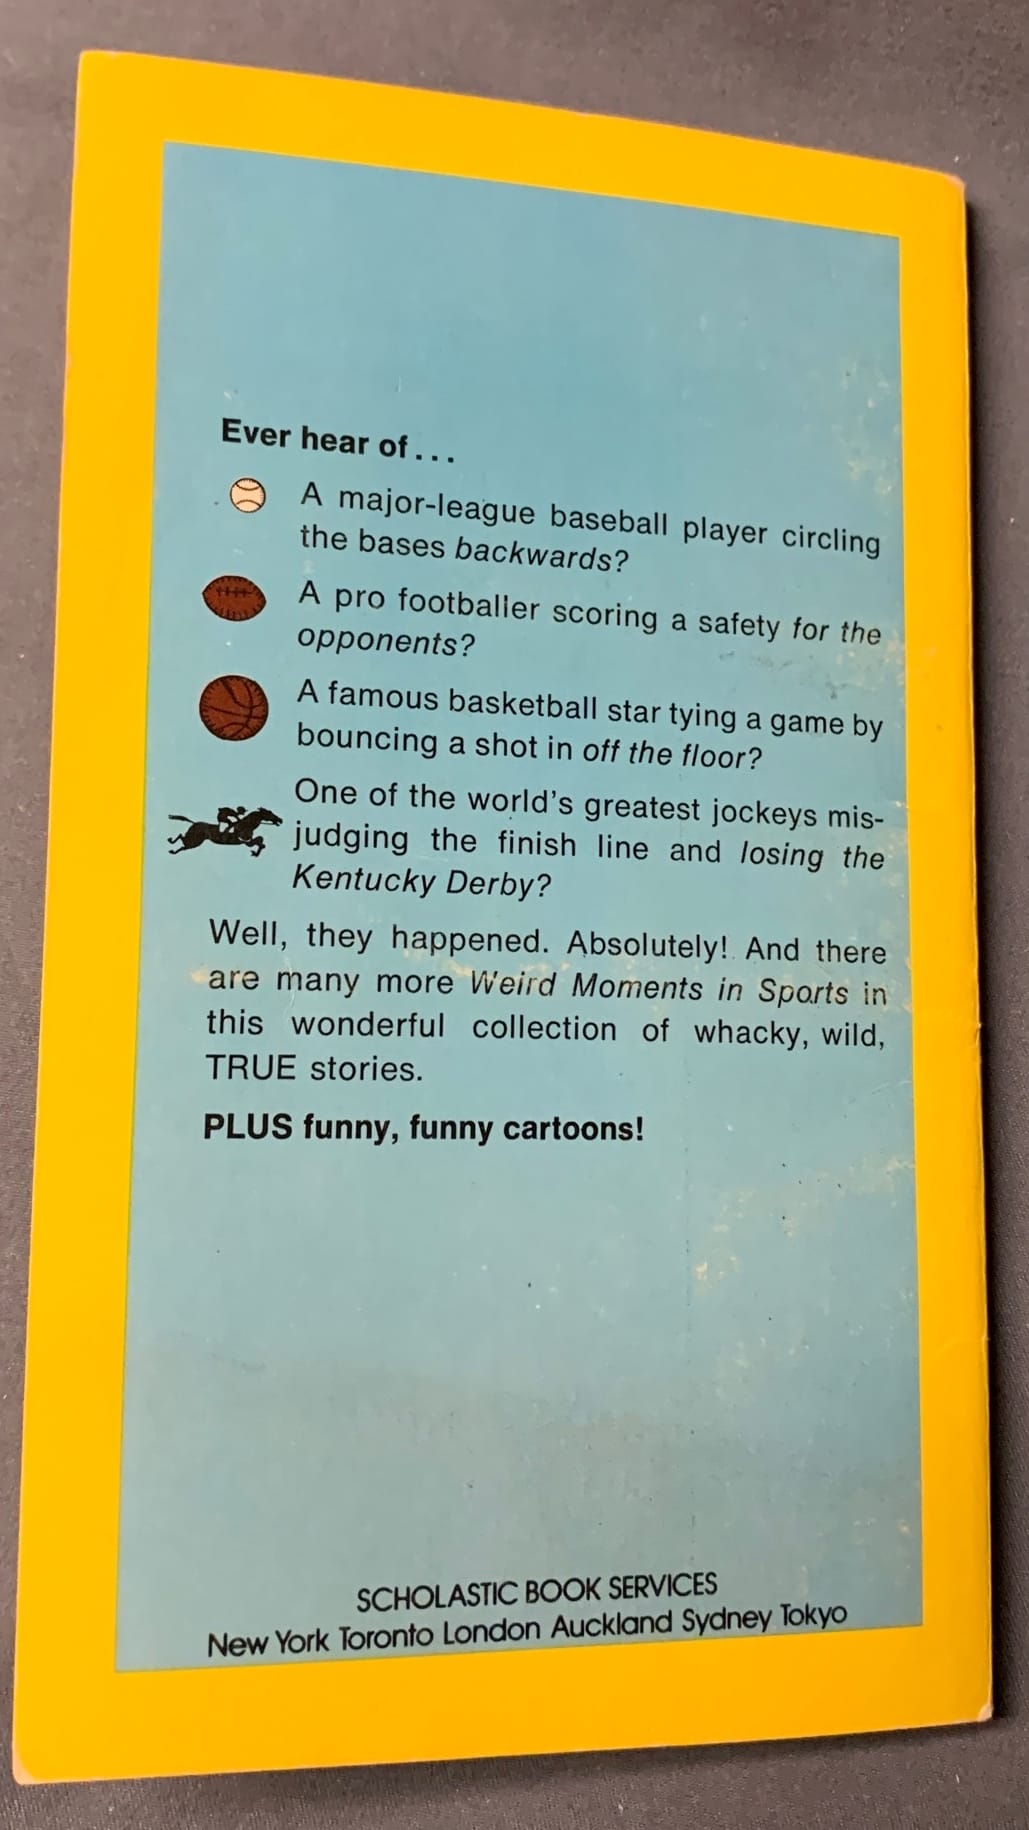 Ever hear of...
A major-league baseball player circling
the bases backwards?
A pro footballer scoring a safety for the
opponents?
A famous basketball star tying a game by
bouncing a shot in off the floor?
One of the world's greatest jockeys mis-
judging the finish line and losing the
Kentucky Derby?
Well, they happened. Absolutely! And there
are many more Weird Moments in Sports in
this wonderful collection of whacky, wild,
TRUE stories.
PLUS funny, funny cartoons!
SCHOLASTIC BOOK SERVICES
New York Toronto London Auckland Sydney Tokyo